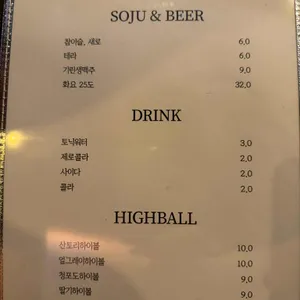 SOJU & BEER
참이슬, 새로 6,0
테라 6,0
기린생맥주 9,0
화요 25도 32,0
DRINK
토닉워터 3,0
제로콜라 2,0
사이다 2,0
콜라 2,0
HIGHBALL
산토리하이볼 10,0
얼그레이하이볼 10,0
청포도하이볼 9,0
딸기하이볼 9,0